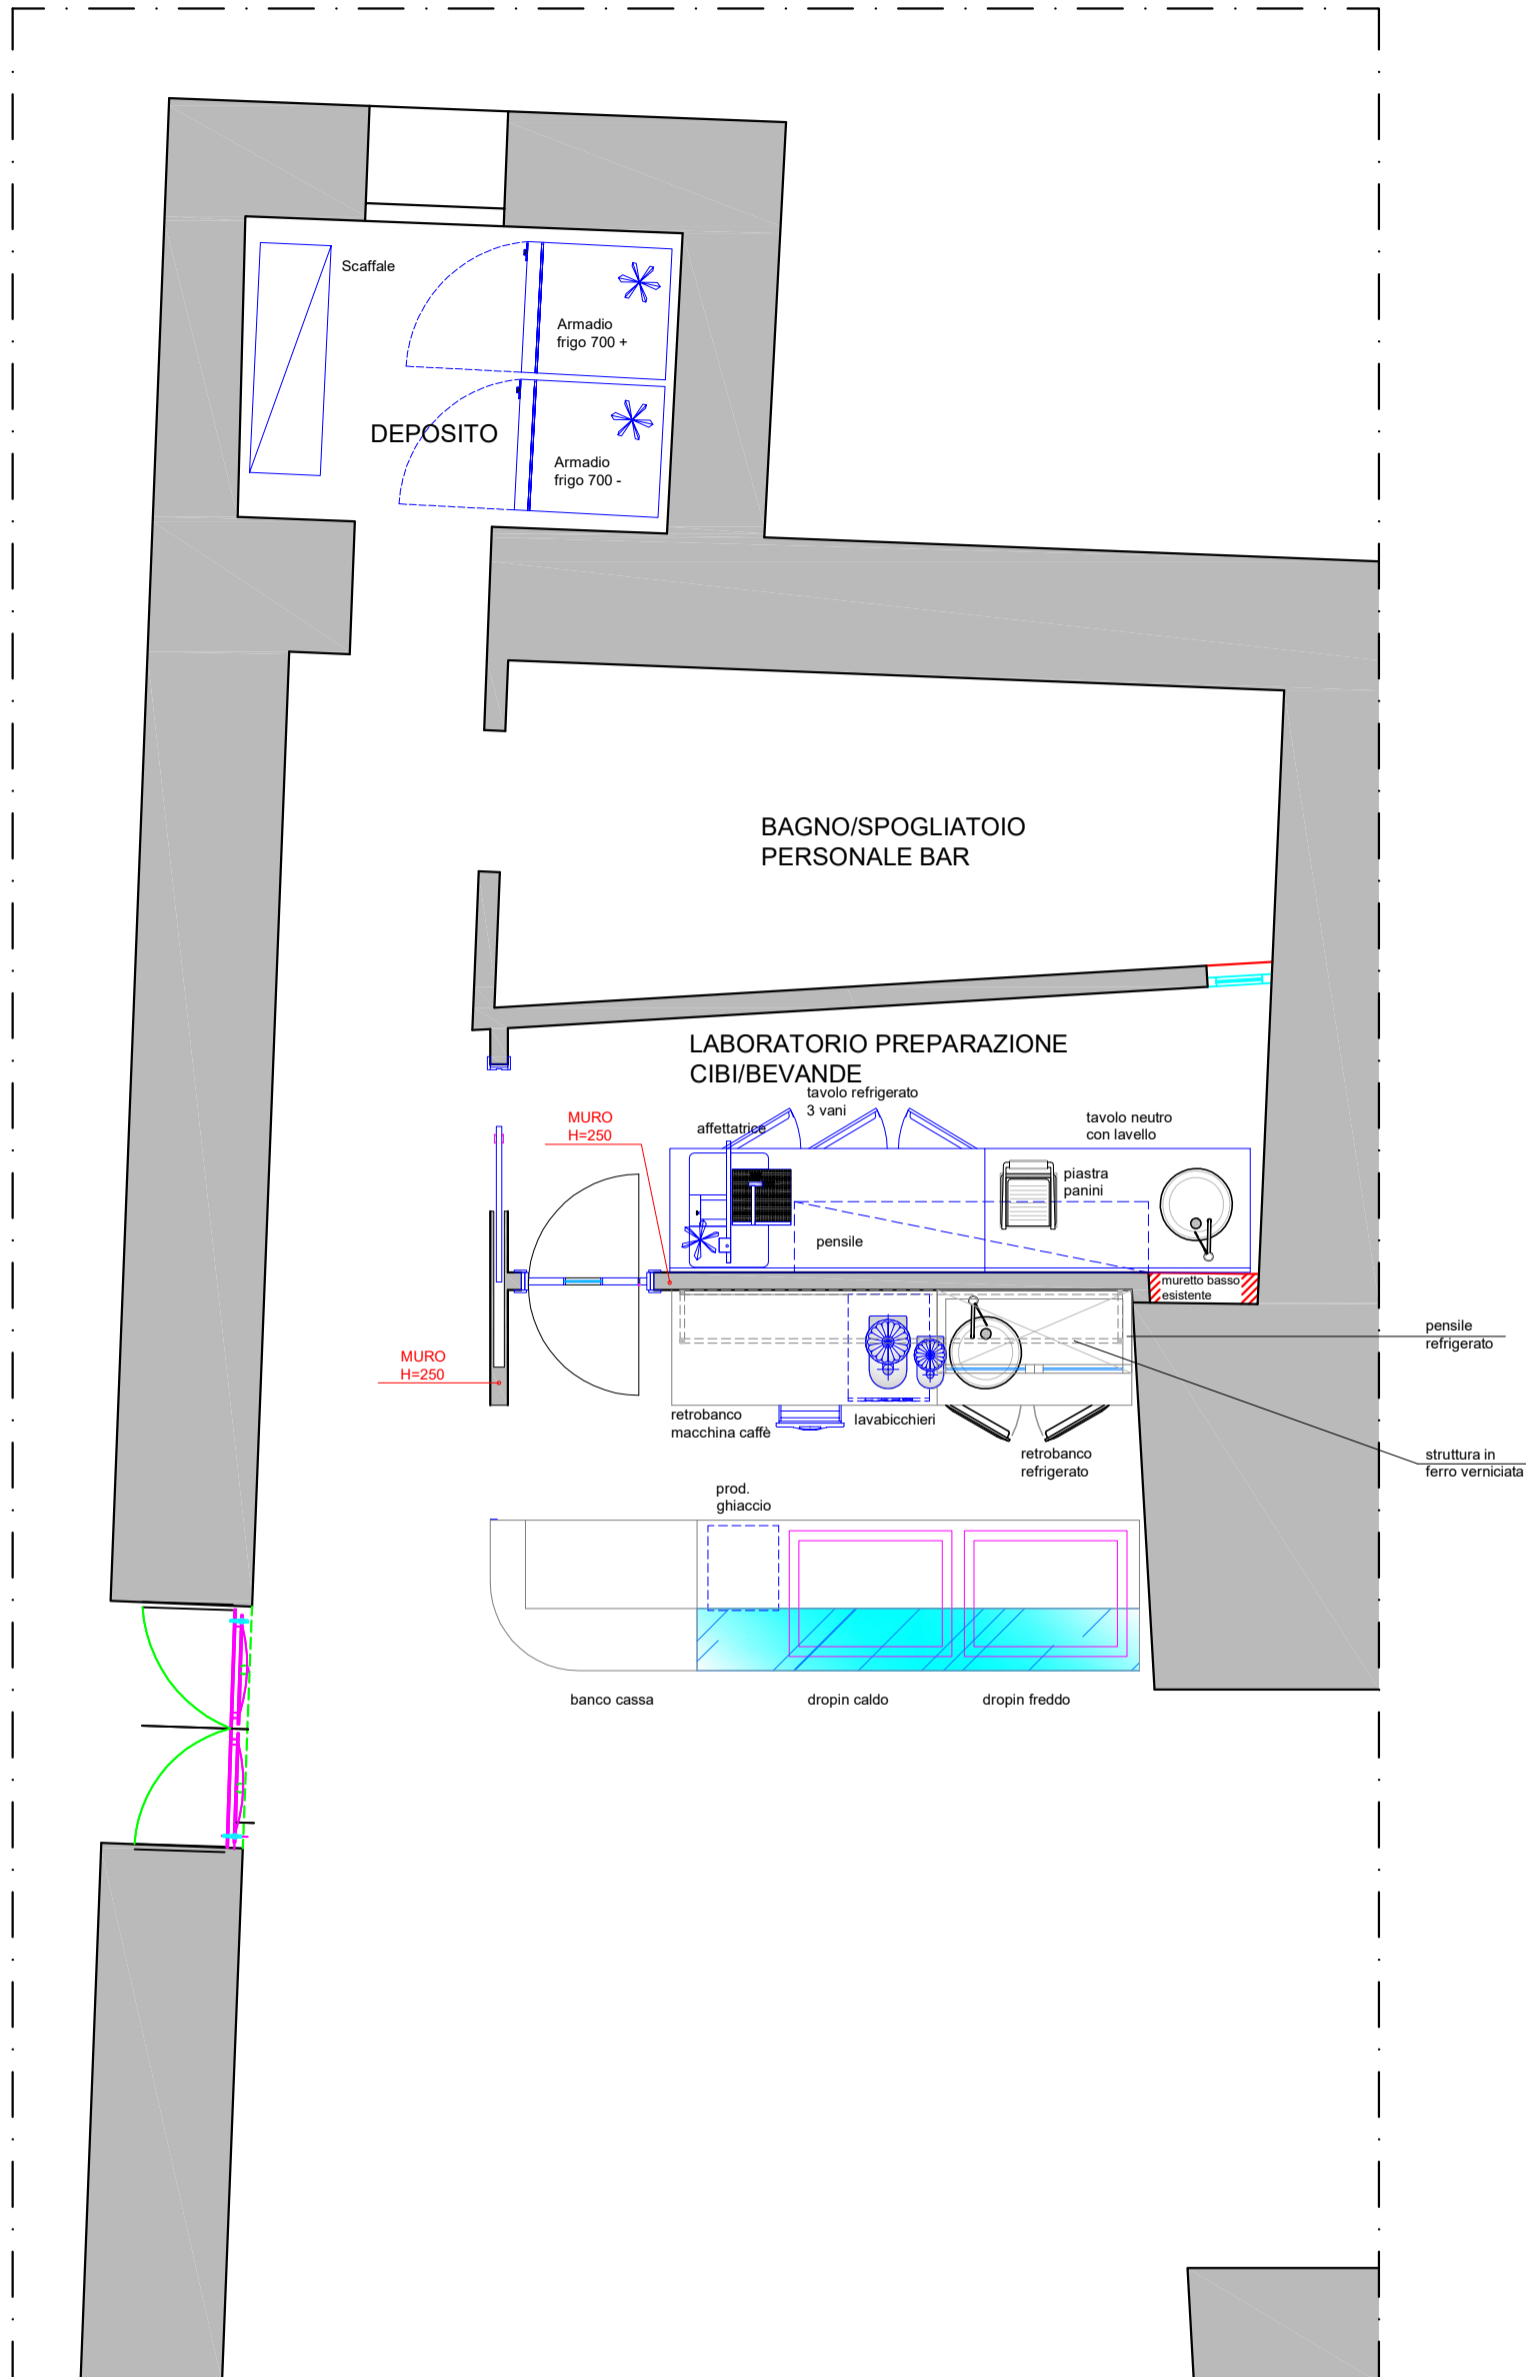 Scaffale
Armadio
frigo 700 +
DEPOSITO
Armadio
frigo 700 -
BAGNO/SPOGLIATOIO
PERSONALE BAR
LABORATORIO PREPARAZIONE
CIBI/BEVANDE
tavolo refrigerato
3 vani
MURO
H=250
affettatrice
tavolo neutro
con lavello
piastra
panini
pensile
muretto basso
esistente
pensile
refrigerato
MURO
H=250
retrobanco
macchina caffè
lavabicchieri
retrobanco
refrigerato
struttura in
ferro verniciata
prod.
ghiaccio
banco cassa
dropin caldo
dropin freddo